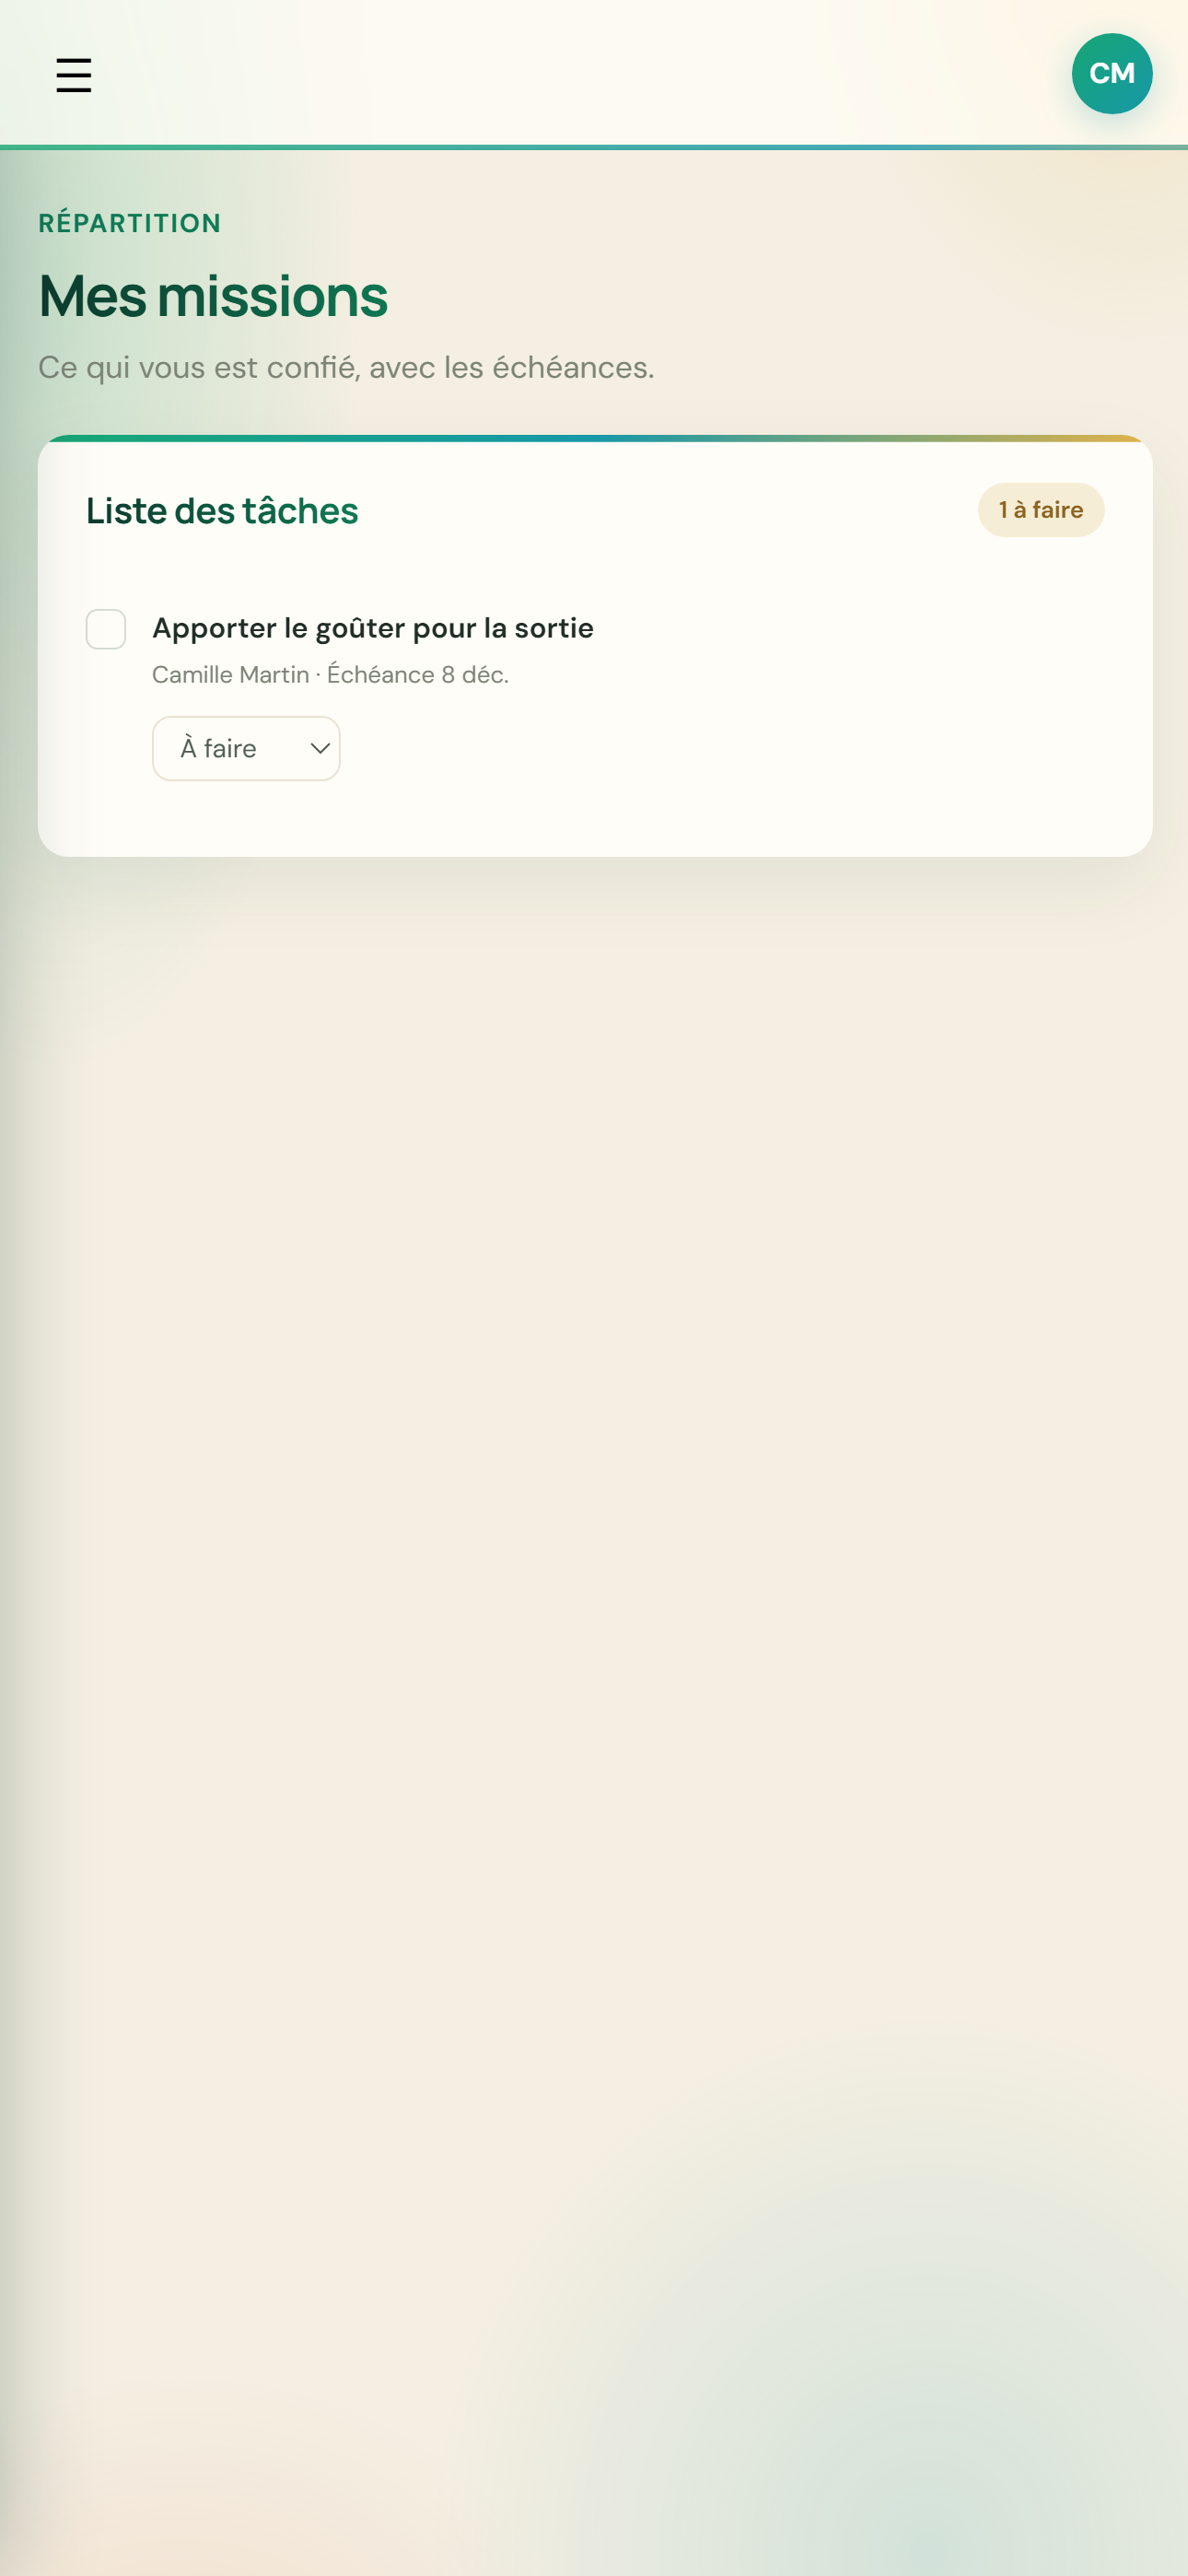 CM
RÉPARTITION
Mes missions
Ce qui vous est confié, avec les échéances.
Liste des tâches
1 à faire
Apporter le goûter pour la sortie
Camille Martin · Échéance 8 déc.
À faire